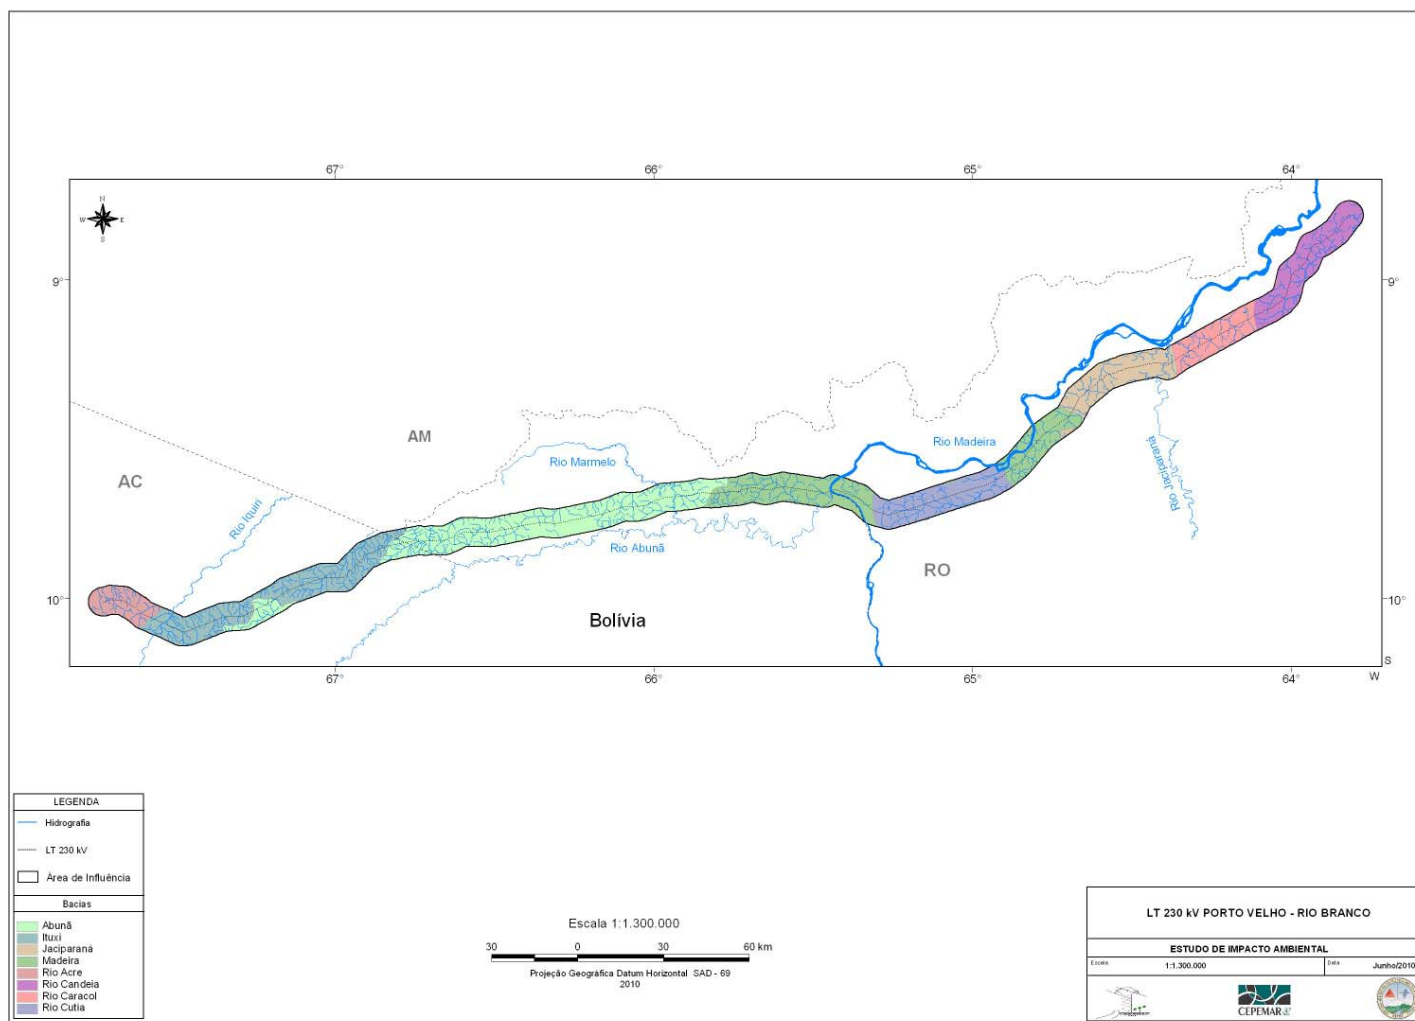 67°
66°
65°
64°
N
W E
S
9°
9°
AM
AC
Rio Marmelo
Rio Madeira
Rio Iquiri
Rio Jaciparaná
Rio Abunã
RO
10°
10°
Bolívia
S
67°
66°
65°
64°
W
LEGENDA
Hidrografia
LT 230 kV
Área de Influência
Bacias
Abunã
Ituxi
Jaciparaná
Madeira
Rio Acre
Rio Candeia
Rio Caracol
Rio Cutia
Escala 1:1.300.000
30 0 30 60 km
Projeção Geográfica Datum Horizontal SAD - 69
2010
LT 230 kV PORTO VELHO - RIO BRANCO
ESTUDO DE IMPACTO AMBIENTAL
Escala 1:1.300.000 Data Junho/2010
CEPEMAR